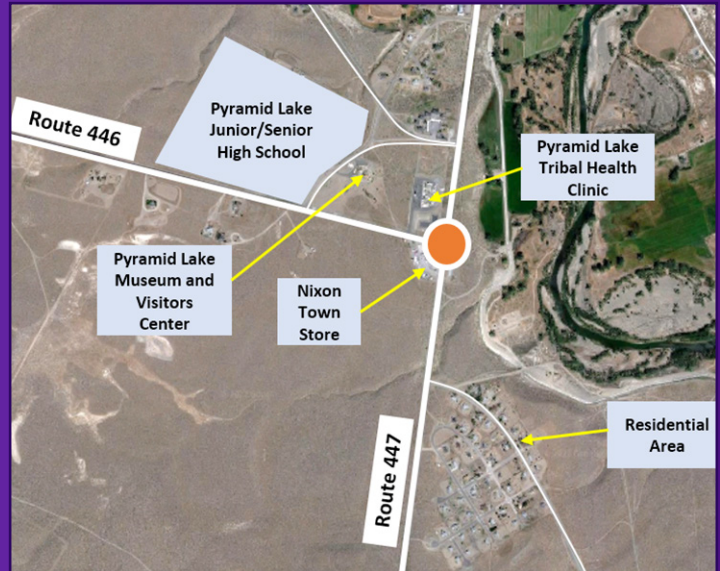 Route 446
Pyramid Lake
Junior/Senior
High School
Pyramid Lake
Tribal Health
Clinic
Pyramid Lake
Museum and
Visitors
Center
Nixon
Town
Store
Residential
Area
Route 447